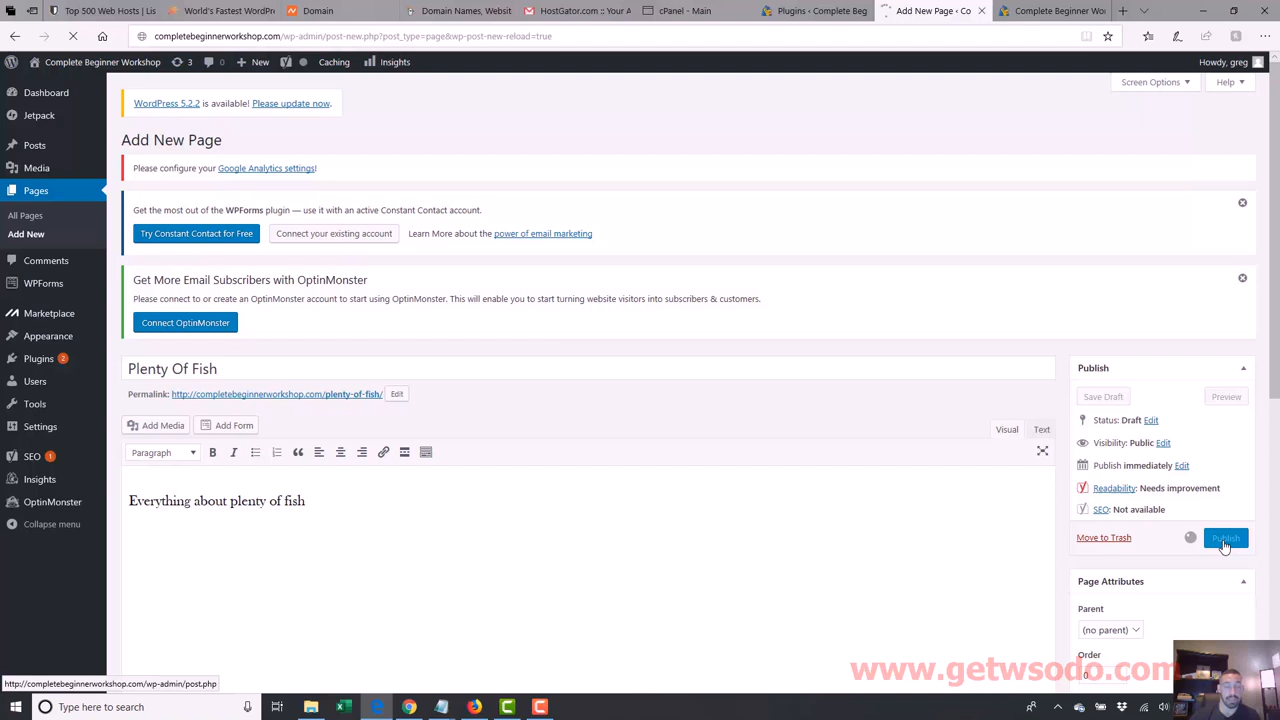 Top 500 Web Hosts | Lis
World's Fastest WordPr
Domain
Domain Names, Websit
HostGator.com :: Your A
cPanel - Main
Plugins ‹ Complete Beg
Add New Page ‹ Co
Complete Beginner Wor
completebeginnerworkshop.com/wp-admin/post-new.php?post_type=page&wp-post-new-reload=true
Complete Beginner Workshop
3
0
New
Caching
Insights
Howdy, greg
Screen Options
Help
Dashboard
Jetpack
Posts
Media
Pages
All Pages
Add New
Comments
WPForms
Marketplace
Appearance
Plugins 2
Users
Tools
Settings
SEO 1
Insights
OptinMonster
Collapse menu
WordPress 5.2.2 is available! Please update now.
Add New Page
Please configure your Google Analytics settings!
Get the most out of the WPForms plugin — use it with an active Constant Contact account.
Try Constant Contact for Free
Connect your existing account
Learn More about the power of email marketing
Get More Email Subscribers with OptinMonster
Please connect to or create an OptinMonster account to start using OptinMonster. This will enable you to start turning website visitors into subscribers & customers.
Connect OptinMonster
Plenty Of Fish
Permalink: http://completebeginnerworkshop.com/plenty-of-fish/ Edit
Add Media
Add Form
Visual
Text
Paragraph
B
I
Everything about plenty of fish
Publish
Save Draft
Preview
Status: Draft Edit
Visibility: Public Edit
Publish immediately Edit
Readability: Needs improvement
SEO: Not available
Move to Trash
Publish
Page Attributes
Parent
(no parent)
Order
0
www.getwsodo.com
http://completebeginnerworkshop.com/wp-admin/post.php
Type here to search